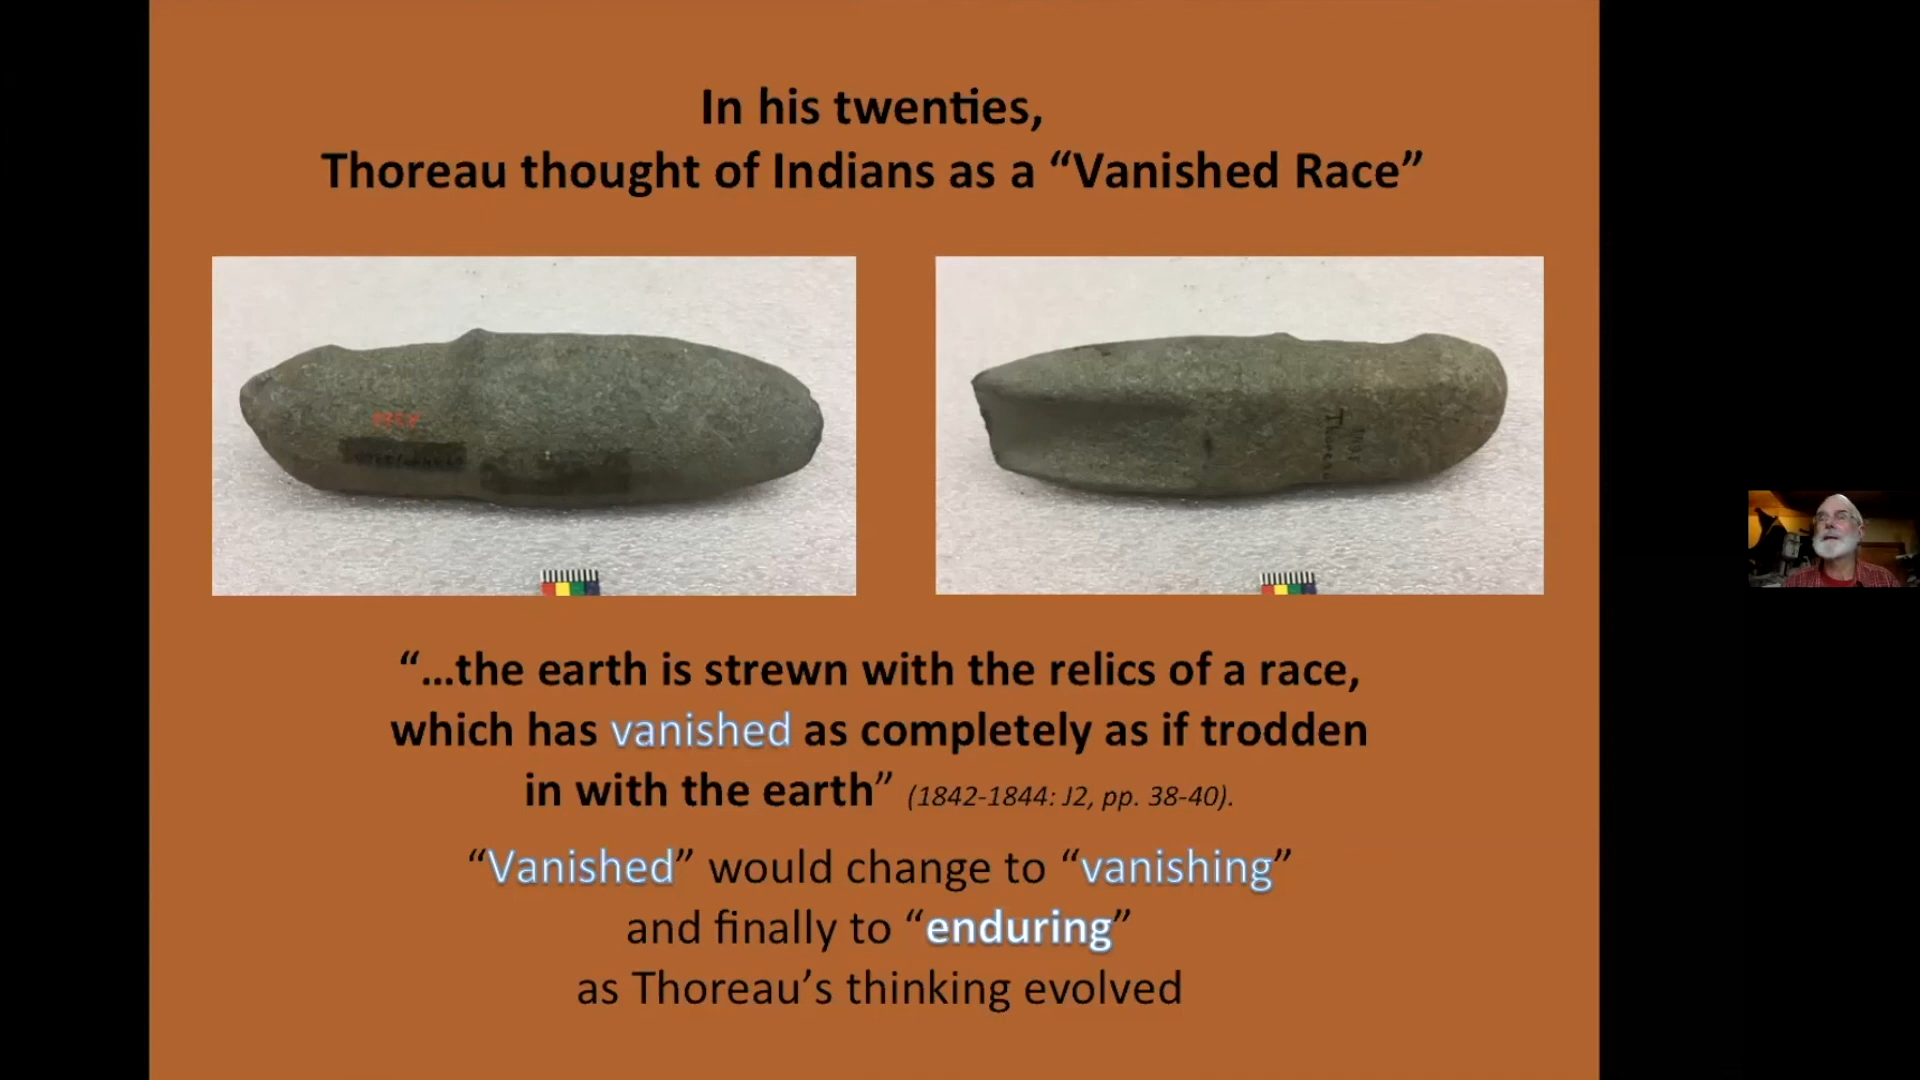 In his twenties,
Thoreau thought of Indians as a “Vanished Race”
Thoreau
“…the earth is strewn with the relics of a race,
which has vanished as completely as if trodden
in with the earth” (1842-1844: J2, pp. 38-40).
“Vanished” would change to “vanishing”
and finally to “enduring”
as Thoreau’s thinking evolved